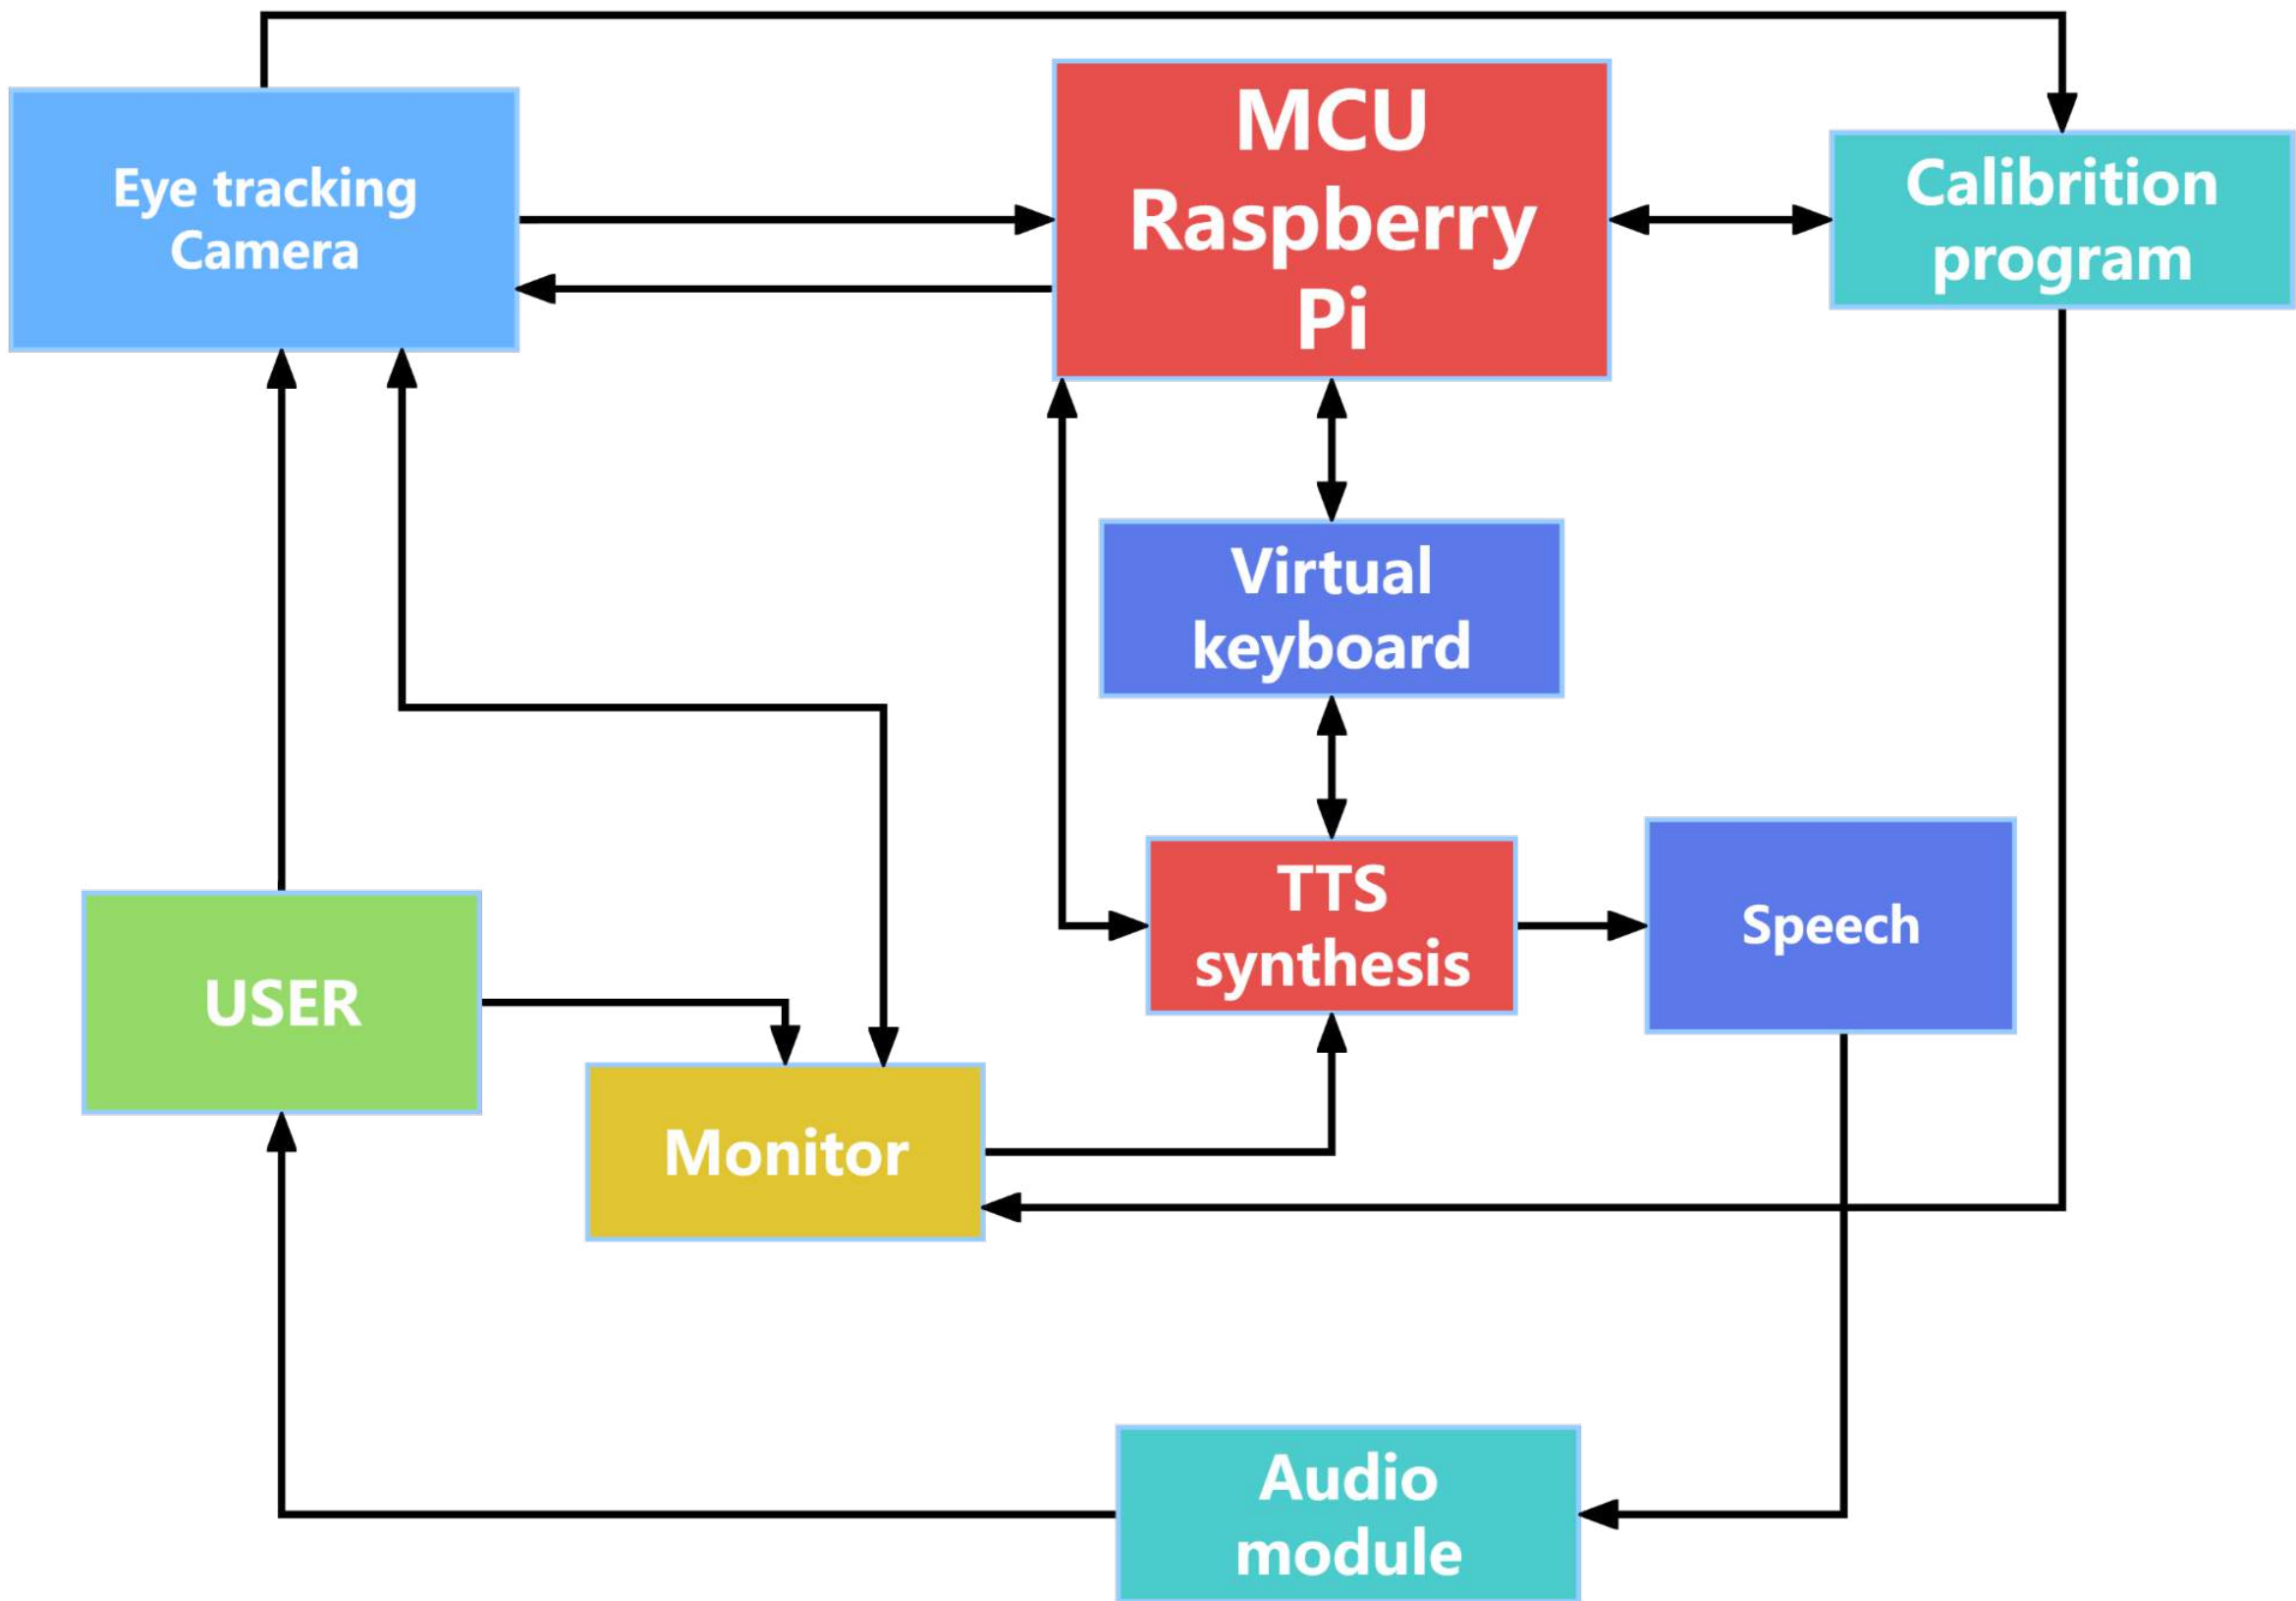 Eye tracking
Camera
MCU
Raspberry
Pi
Calibrition
program
Virtual
keyboard
TTS
synthesis
Speech
USER
Monitor
Audio
module